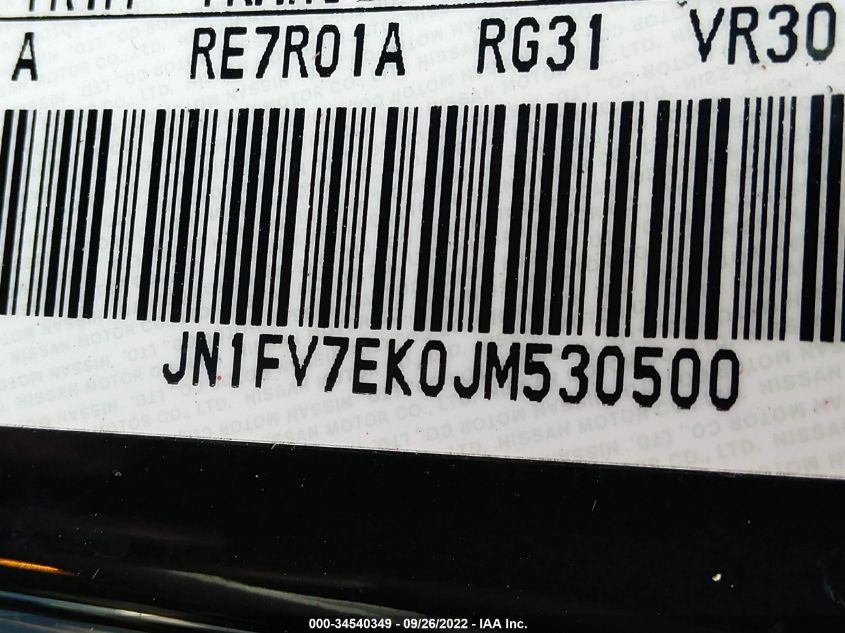 A RE7R01A RG31 VR30
JN1FV7EK0JM530500
000-34540349 - 09/26/2022 - IAA Inc.